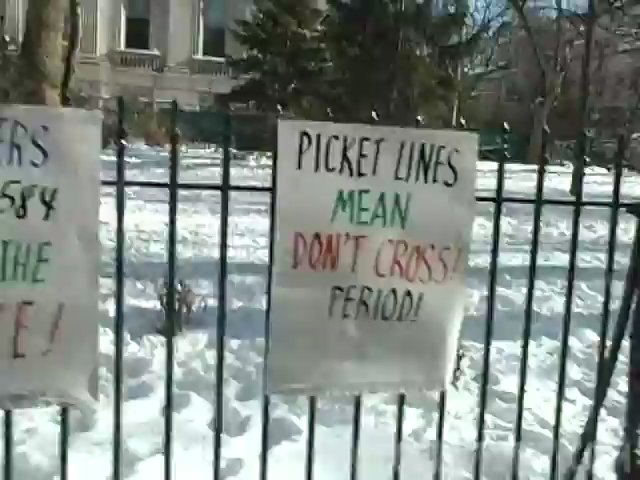 ERS
584
THE
E!
PICKET LINES
MEAN
DON'T CROSS!
PERIOD!